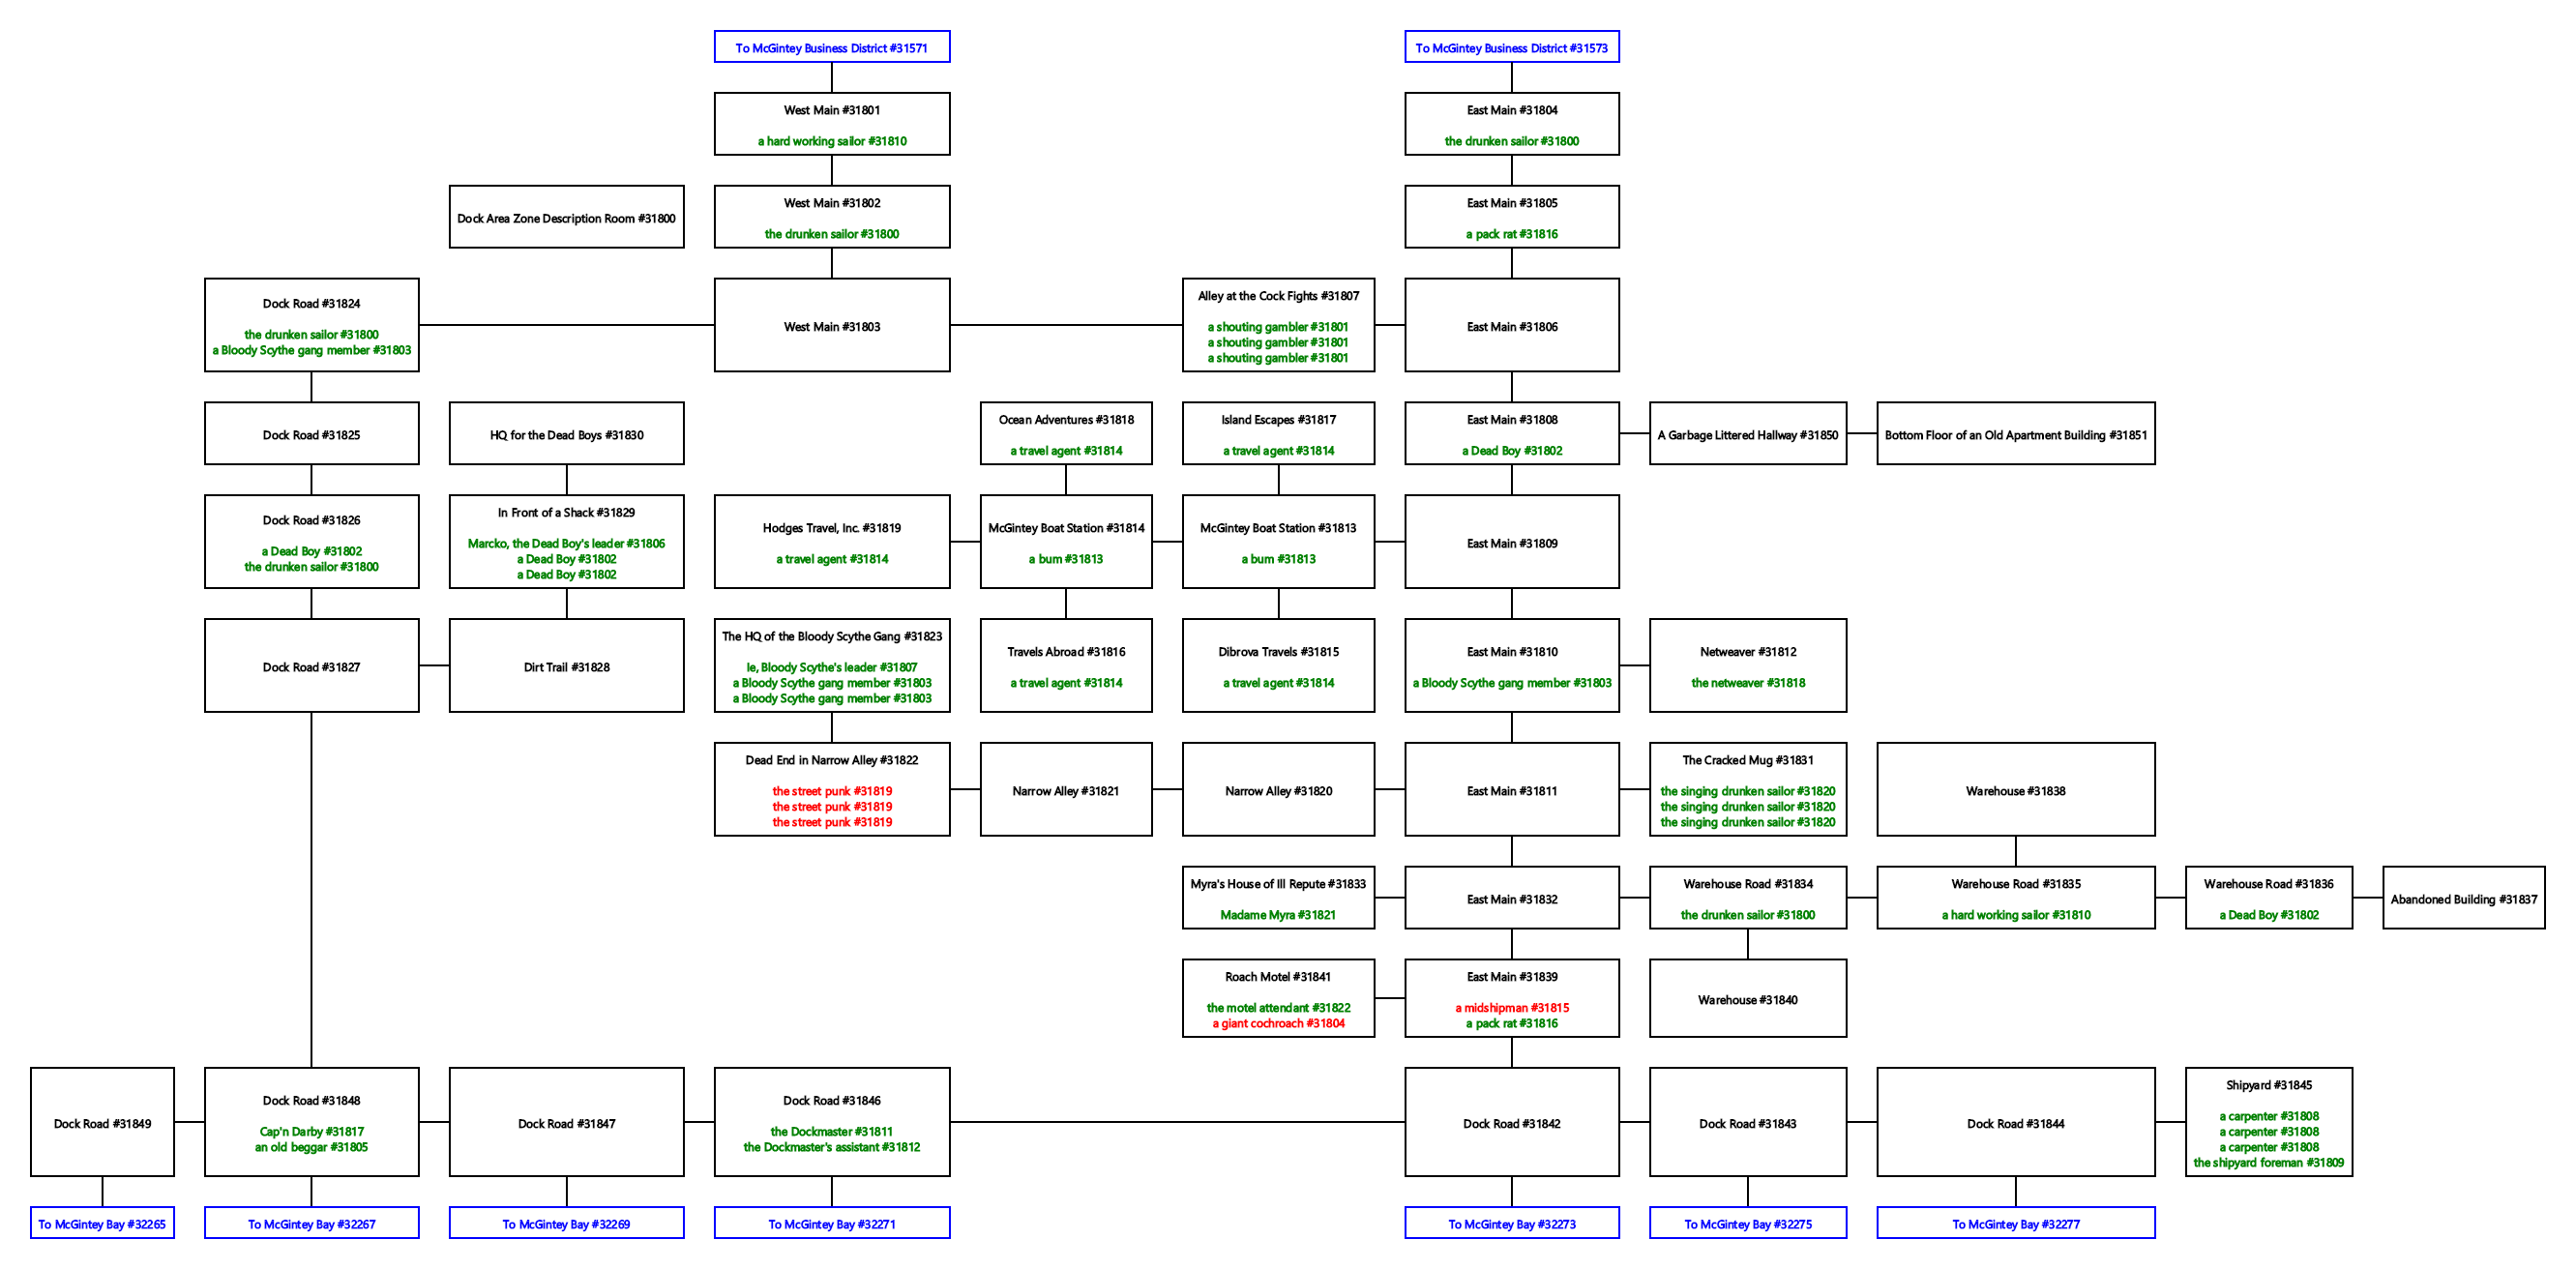 To McGintey Business District #31571
To McGintey Business District #31573
West Main #31801
a hard working sailor #31810
East Main #31804
the drunken sailor #31800
Dock Area Zone Description Room #31800
West Main #31802
the drunken sailor #31800
East Main #31805
a pack rat #31816
Dock Road #31824
the drunken sailor #31800
a Bloody Scythe gang member #31803
West Main #31803
Alley at the Cock Fights #31807
a shouting gambler #31801
a shouting gambler #31801
a shouting gambler #31801
East Main #31806
Dock Road #31825
HQ for the Dead Boys #31830
Ocean Adventures #31818
a travel agent #31814
Island Escapes #31817
a travel agent #31814
East Main #31808
a Dead Boy #31802
A Garbage Littered Hallway #31850
Bottom Floor of an Old Apartment Building #31851
Dock Road #31826
a Dead Boy #31802
the drunken sailor #31800
In Front of a Shack #31829
Marcko, the Dead Boy's leader #31806
a Dead Boy #31802
a Dead Boy #31802
Hodges Travel, Inc. #31819
a travel agent #31814
McGintey Boat Station #31814
a bum #31813
McGintey Boat Station #31813
a bum #31813
East Main #31809
Dock Road #31827
Dirt Trail #31828
The HQ of the Bloody Scythe Gang #31823
Ie, Bloody Scythe's leader #31807
a Bloody Scythe gang member #31803
a Bloody Scythe gang member #31803
Travels Abroad #31816
a travel agent #31814
Dibrova Travels #31815
a travel agent #31814
East Main #31810
a Bloody Scythe gang member #31803
Netweaver #31812
the netweaver #31818
Dead End in Narrow Alley #31822
the street punk #31819
the street punk #31819
the street punk #31819
Narrow Alley #31821
Narrow Alley #31820
East Main #31811
The Cracked Mug #31831
the singing drunken sailor #31820
the singing drunken sailor #31820
the singing drunken sailor #31820
Warehouse #31838
Myra's House of Ill Repute #31833
Madame Myra #31821
East Main #31832
Warehouse Road #31834
the drunken sailor #31800
Warehouse Road #31835
a hard working sailor #31810
Warehouse Road #31836
a Dead Boy #31802
Abandoned Building #31837
Roach Motel #31841
the motel attendant #31822
a giant cochroach #31804
East Main #31839
a midshipman #31815
a pack rat #31816
Warehouse #31840
Dock Road #31849
Dock Road #31848
Cap'n Darby #31817
an old beggar #31805
Dock Road #31847
Dock Road #31846
the Dockmaster #31811
the Dockmaster's assistant #31812
Dock Road #31842
Dock Road #31843
Dock Road #31844
Shipyard #31845
a carpenter #31808
a carpenter #31808
a carpenter #31808
the shipyard foreman #31809
To McGintey Bay #32265
To McGintey Bay #32267
To McGintey Bay #32269
To McGintey Bay #32271
To McGintey Bay #32273
To McGintey Bay #32275
To McGintey Bay #32277